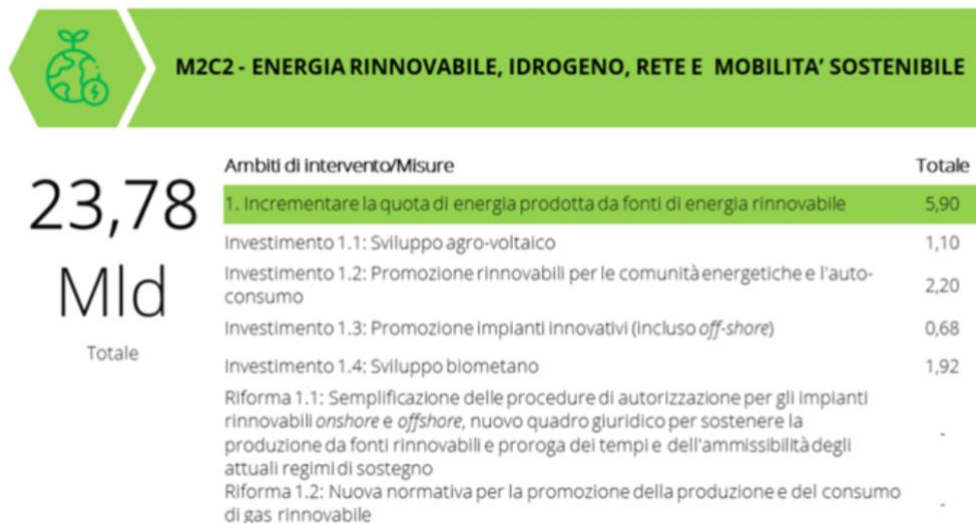 M2C2 - ENERGIA RINNOVABILE, IDROGENO, RETE E MOBILITA' SOSTENIBILE
23,78
Mld
Totale
Ambiti di intervento/Misure Totale
1. Incrementare la quota di energia prodotta da fonti di energia rinnovabile 5,90
Investimento 1.1: Sviluppo agro-voltaico 1,10
Investimento 1.2: Promozione rinnovabili per le comunità energetiche e l'auto-
consumo 2,20
Investimento 1.3: Promozione impianti innovativi (incluso off-shore) 0,68
Investimento 1.4: Sviluppo biometano 1,92
Riforma 1.1: Semplificazione delle procedure di autorizzazione per gli impianti
rinnovabili onshore e offshore, nuovo quadro giuridico per sostenere la
produzione da fonti rinnovabili e proroga dei tempi e dell'ammissibilità degli
attuali regimi di sostegno -
Riforma 1.2: Nuova normativa per la promozione della produzione e del consumo
di gas rinnovabile -